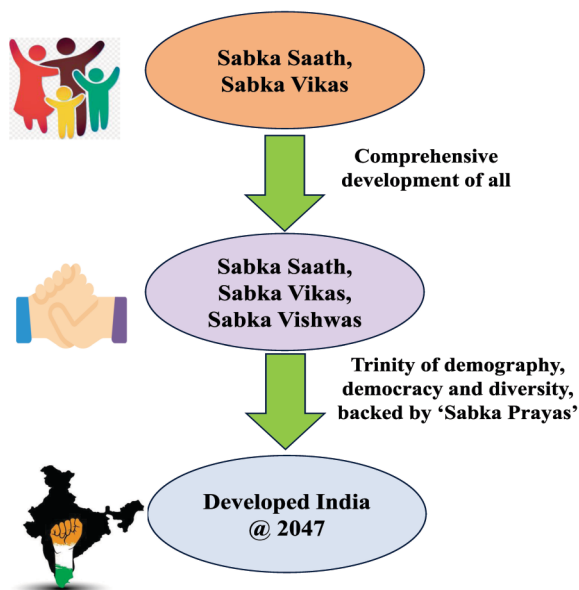 Sabka Saath,
Sabka Vikas
Comprehensive
development of all
Sabka Saath,
Sabka Vikas,
Sabka Vishwas
Trinity of demography,
democracy and diversity,
backed by ‘Sabka Prayas’
Developed India
@ 2047